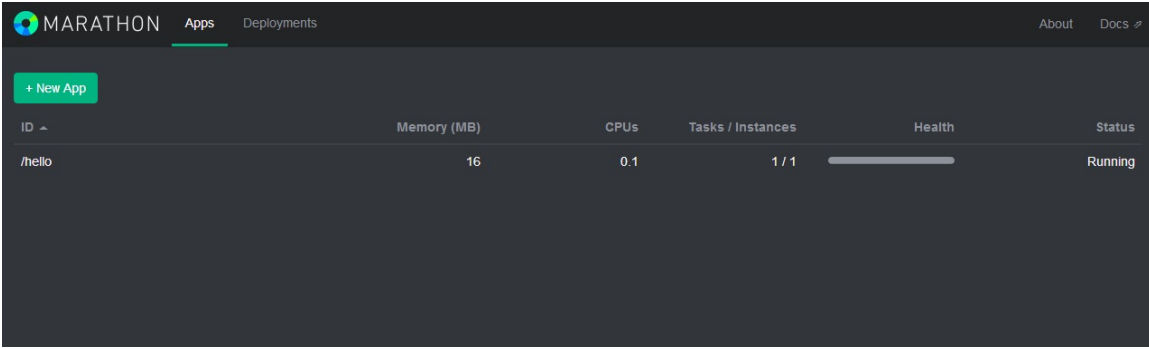 MARATHON Apps Deployments About Docs
+ New App
ID Memory (MB) CPUs Tasks / Instances Health Status
/hello 16 0.1 1 / 1 Running